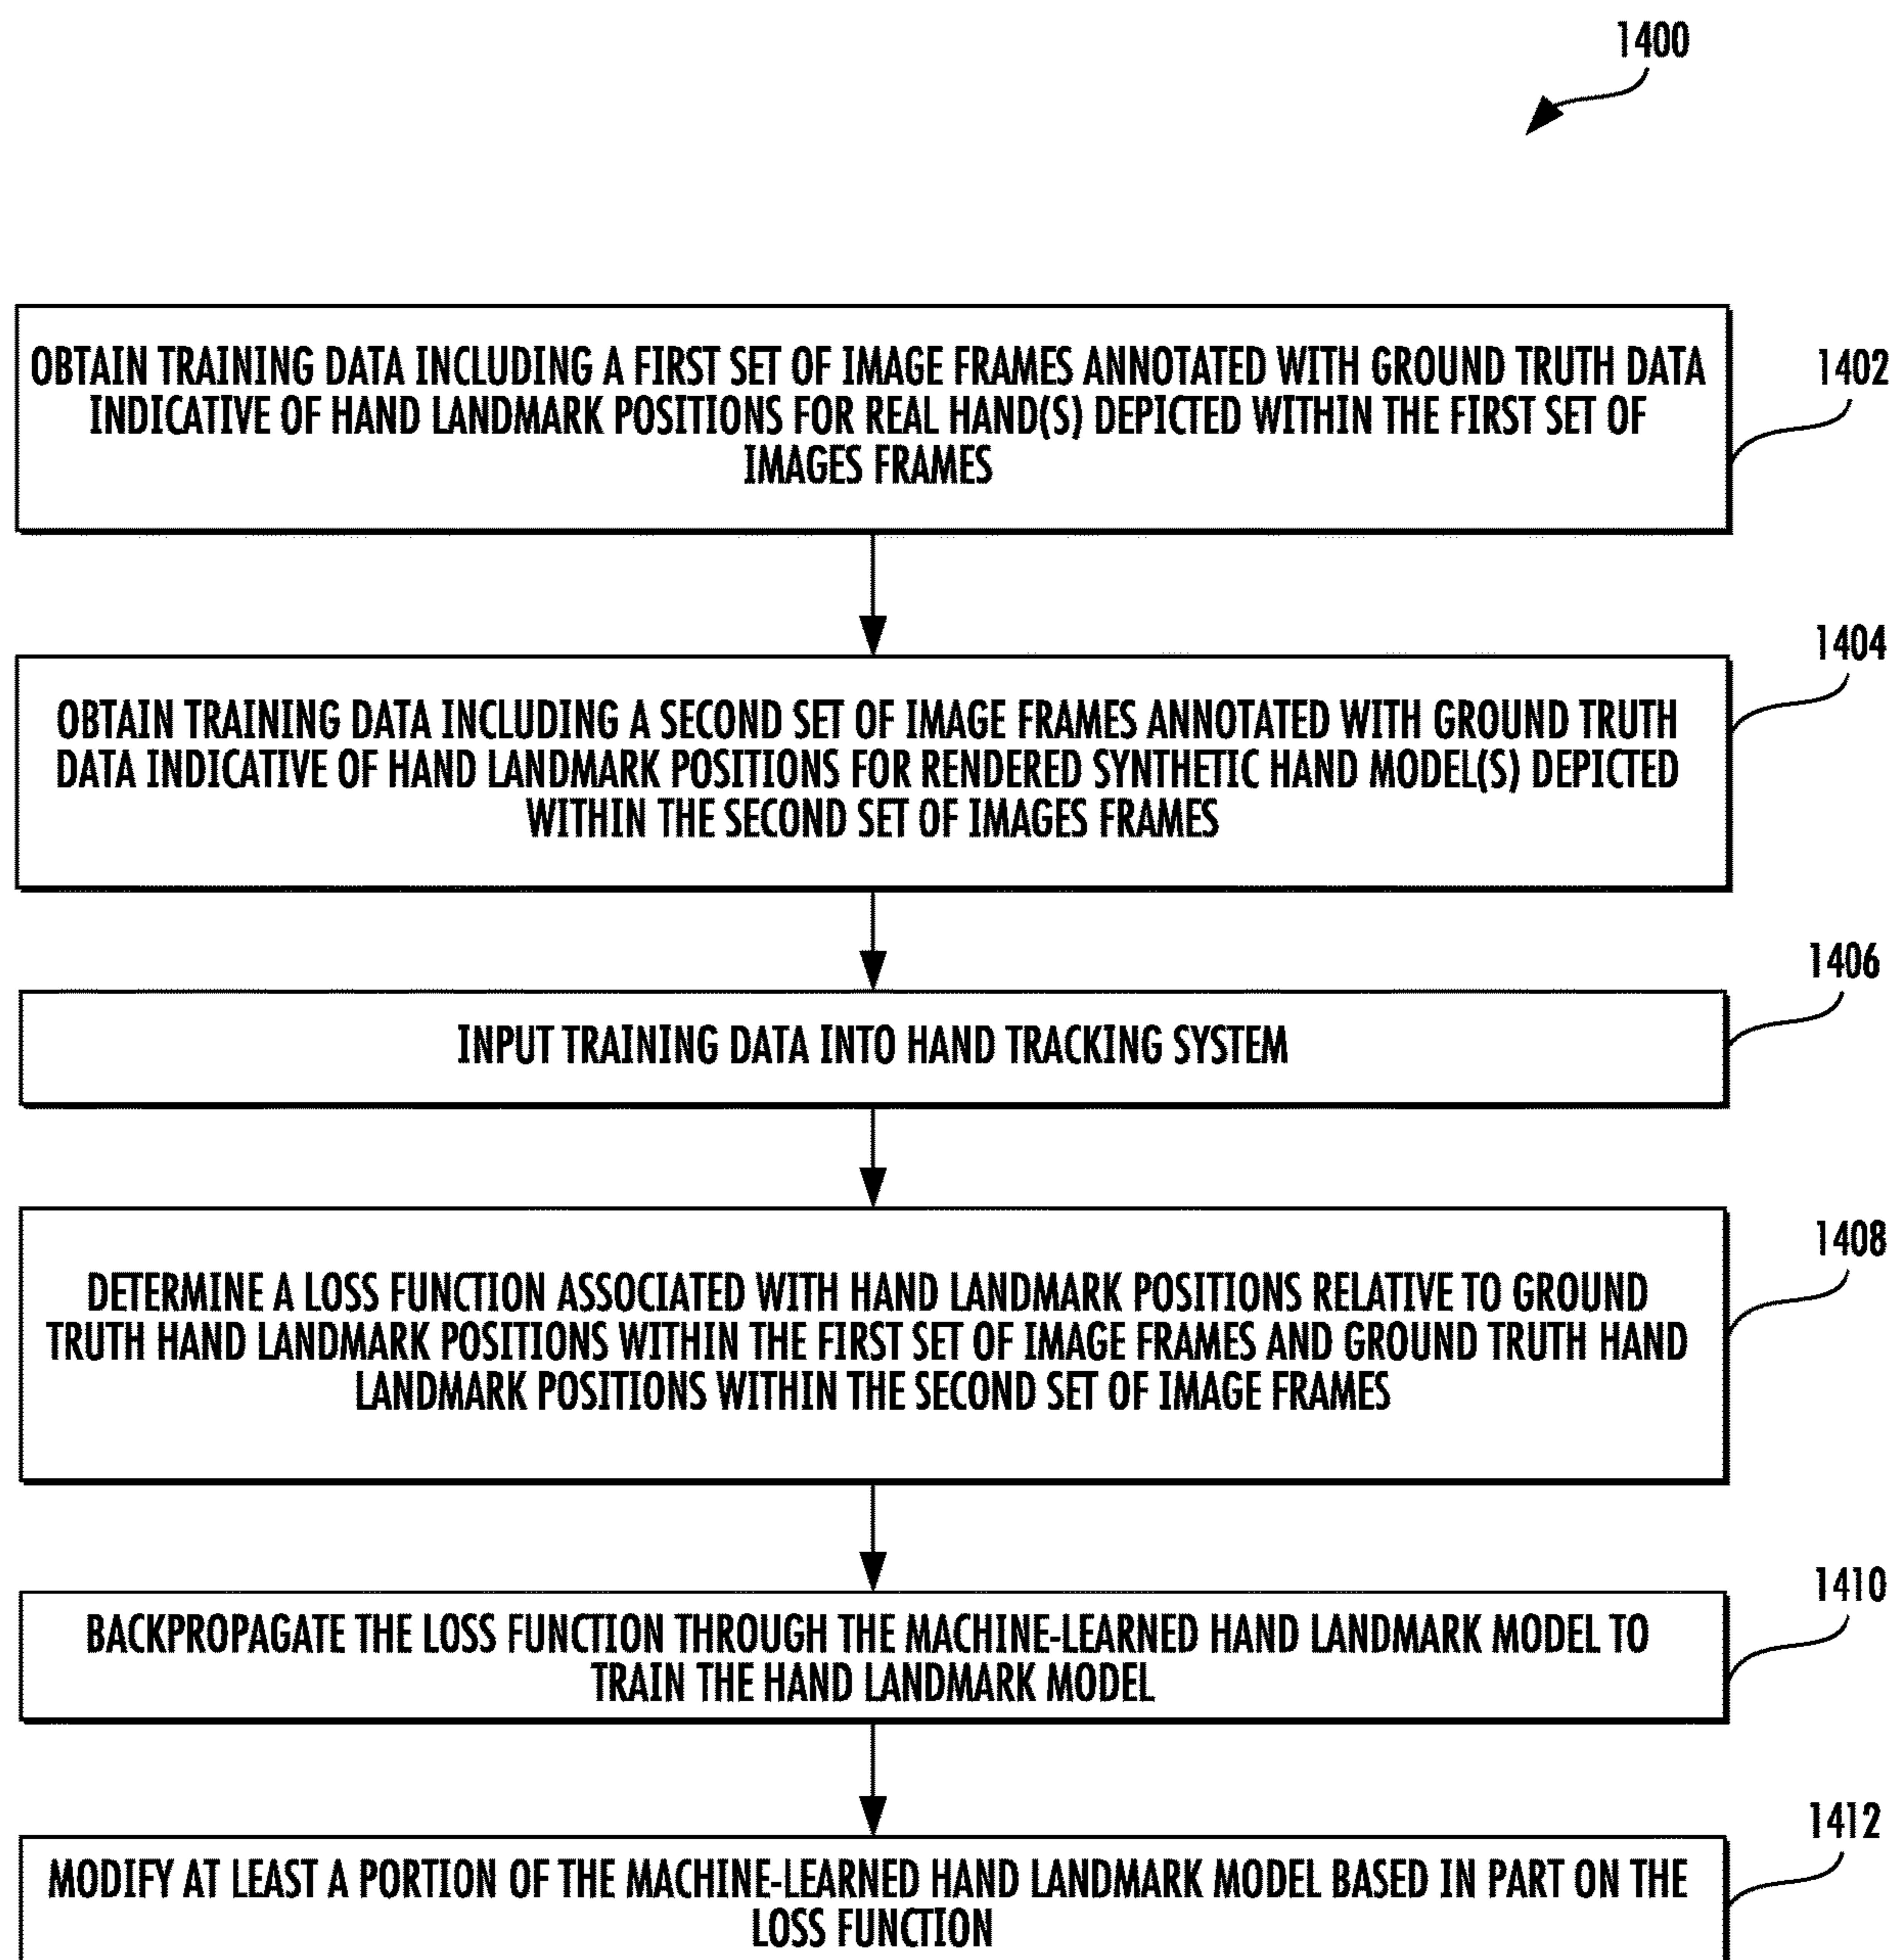 1400
OBTAIN TRAINING DATA INCLUDING A FIRST SET OF IMAGE FRAMES ANNOTATED WITH GROUND TRUTH DATA
INDICATIVE OF HAND LANDMARK POSITIONS FOR REAL HAND(S) DEPICTED WITHIN THE FIRST SET OF
IMAGES FRAMES
1402
OBTAIN TRAINING DATA INCLUDING A SECOND SET OF IMAGE FRAMES ANNOTATED WITH GROUND TRUTH
DATA INDICATIVE OF HAND LANDMARK POSITIONS FOR RENDERED SYNTHETIC HAND MODEL(S) DEPICTED
WITHIN THE SECOND SET OF IMAGES FRAMES
1404
INPUT TRAINING DATA INTO HAND TRACKING SYSTEM
1406
DETERMINE A LOSS FUNCTION ASSOCIATED WITH HAND LANDMARK POSITIONS RELATIVE TO GROUND
TRUTH HAND LANDMARK POSITIONS WITHIN THE FIRST SET OF IMAGE FRAMES AND GROUND TRUTH HAND
LANDMARK POSITIONS WITHIN THE SECOND SET OF IMAGE FRAMES
1408
BACKPROPAGATE THE LOSS FUNCTION THROUGH THE MACHINE-LEARNED HAND LANDMARK MODEL TO
TRAIN THE HAND LANDMARK MODEL
1410
MODIFY AT LEAST A PORTION OF THE MACHINE-LEARNED HAND LANDMARK MODEL BASED IN PART ON THE
LOSS FUNCTION
1412